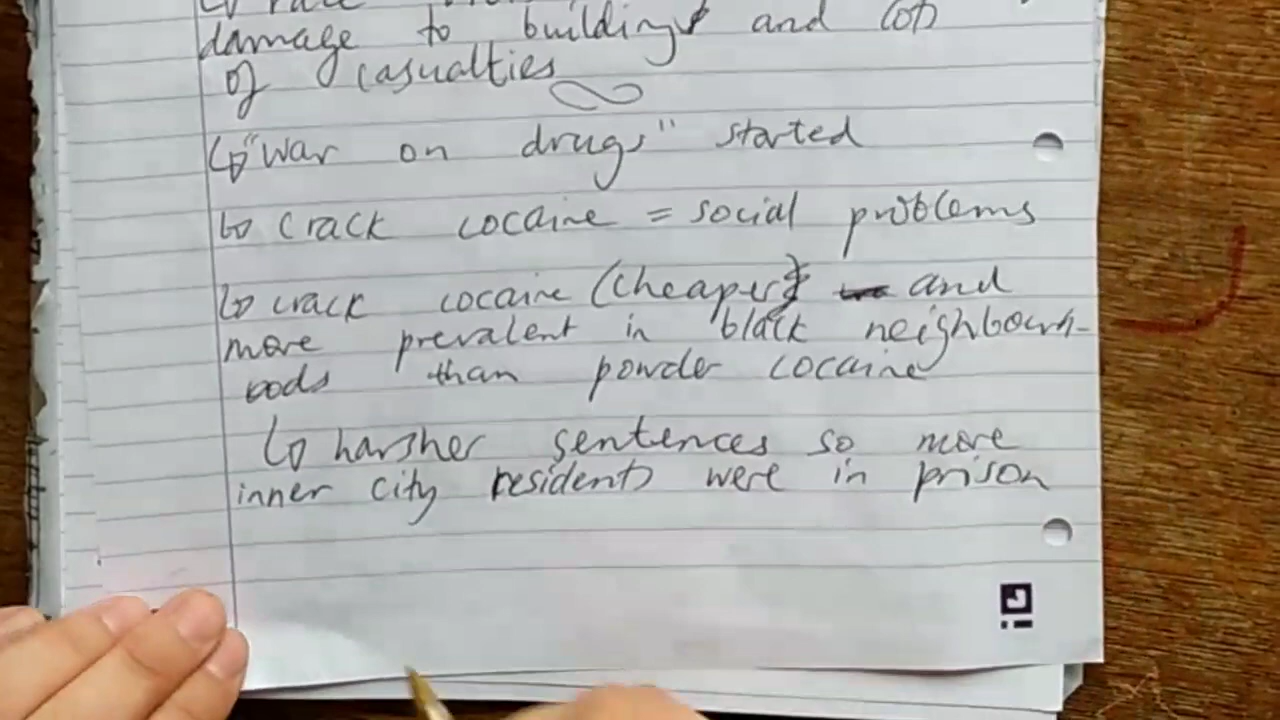 ↳ race
damage to buildings and lots
of casualties
↳ "War on drugs" started
↳ crack cocaine = social problems
↳ crack cocaine (cheaper) and
more prevalent in black neighbourh-
oods than powder cocaine
↳ harsher sentences so more
inner city residents were in prison